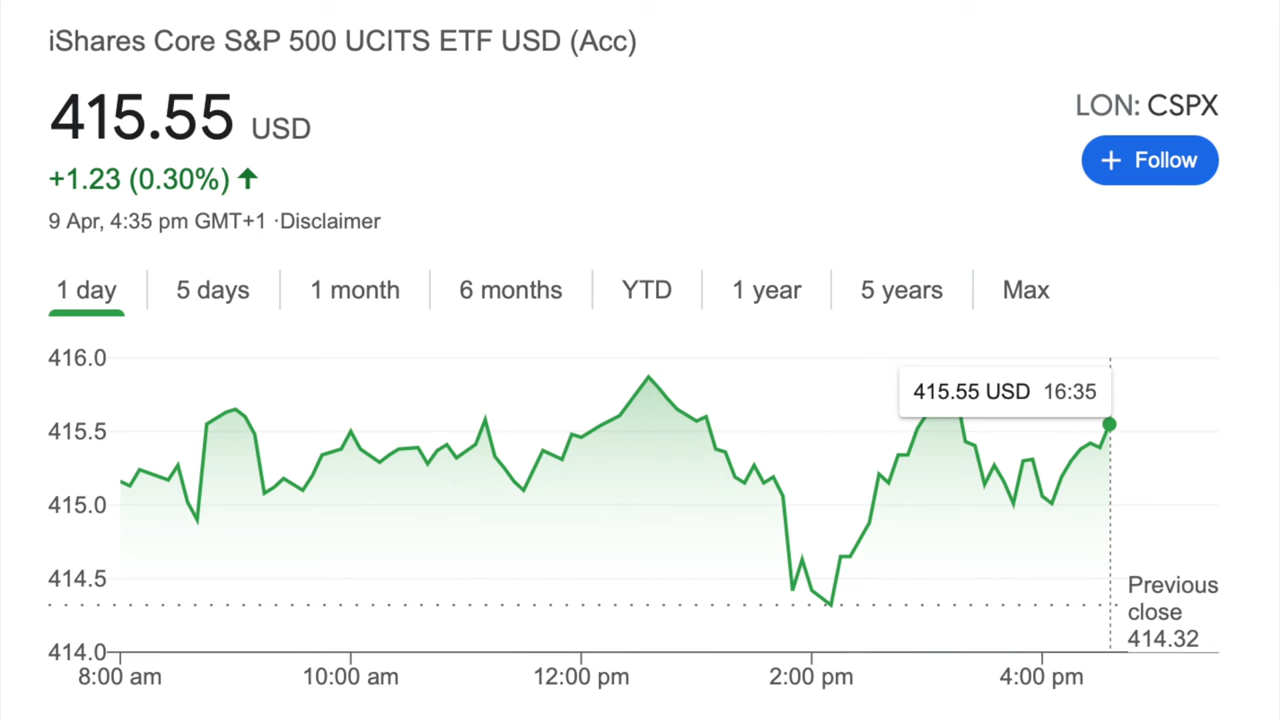 iShares Core S&P 500 UCITS ETF USD (Acc)
415.55 USD
LON: CSPX
+ Follow
+1.23 (0.30%) ↑
9 Apr, 4:35 pm GMT+1 ·Disclaimer
1 day 5 days 1 month 6 months YTD 1 year 5 years Max
416.0
415.55 USD 16:35
415.5
415.0
414.5
Previous
close
414.32
414.0
8:00 am 10:00 am 12:00 pm 2:00 pm 4:00 pm